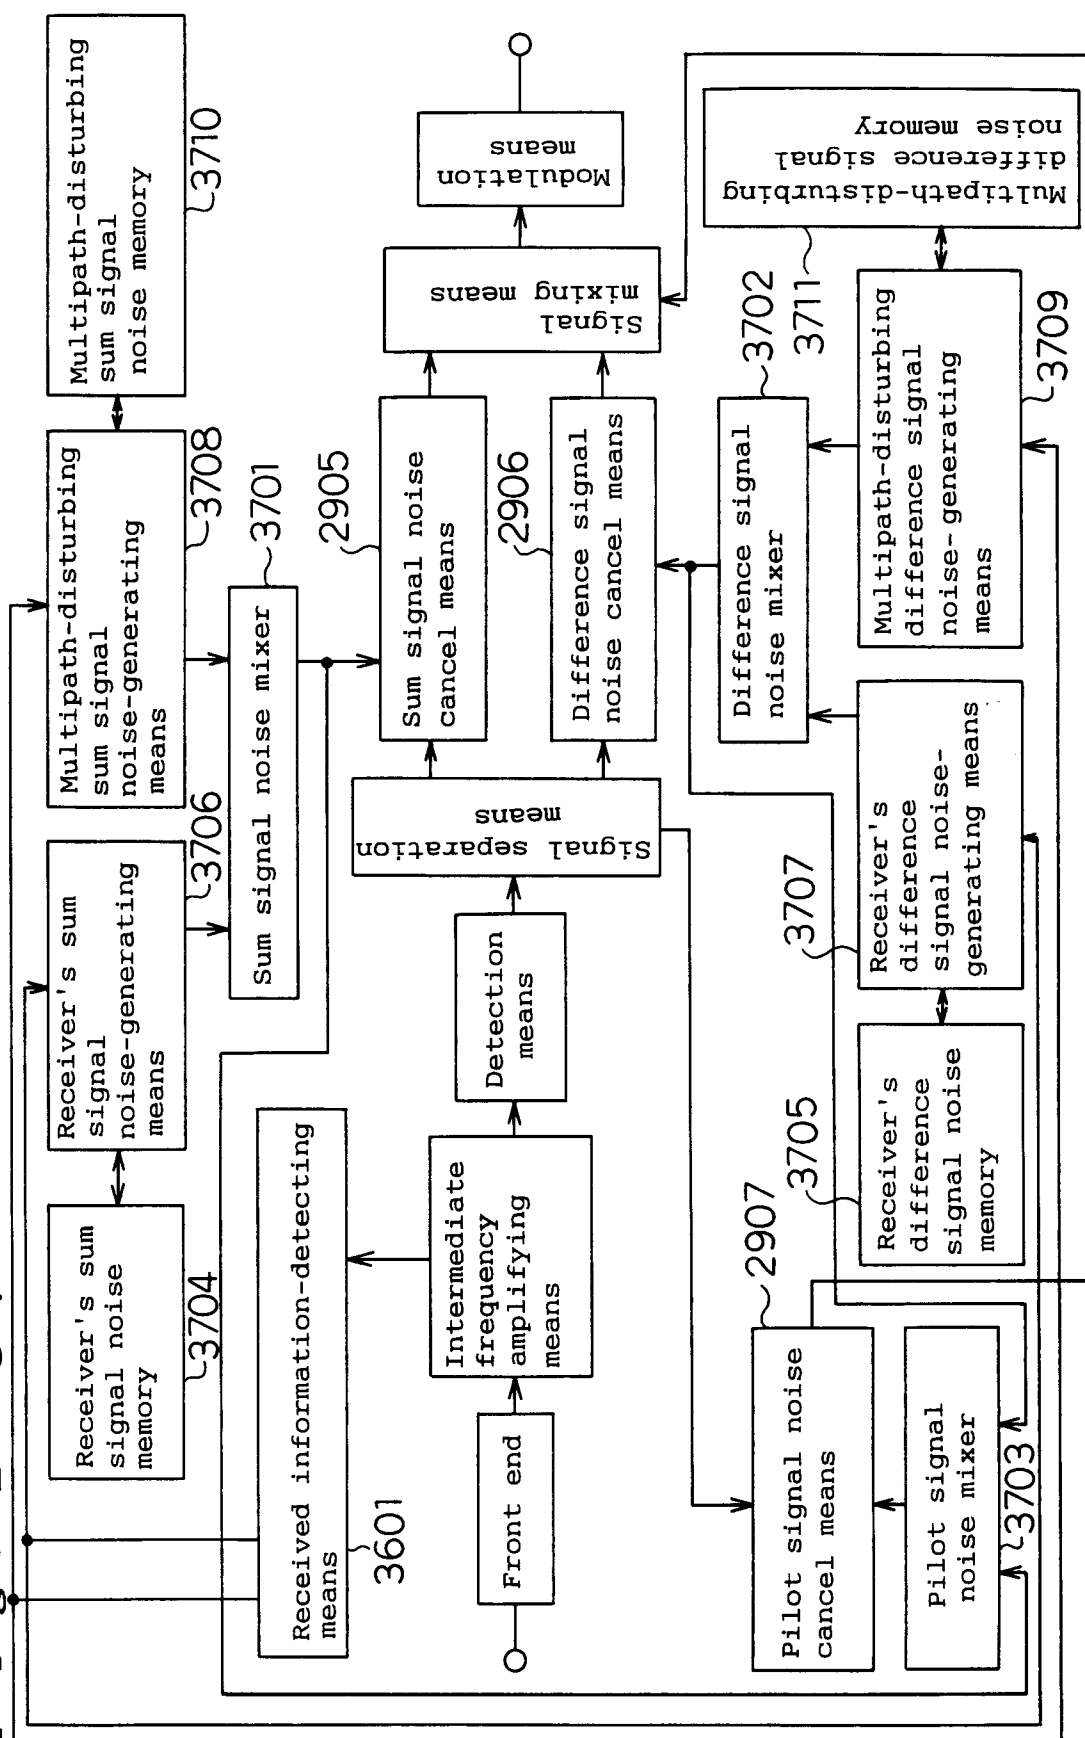 Receiver's sum
signal noise
memory
3704
Receiver's sum
signal
noise-generating
means
3706
Multipath-disturbing
sum signal
noise-generating
means
3708
Multipath-disturbing
sum signal
noise memory
3710
Sum signal noise mixer
3701
Received information-detecting
means
3601
Front end
Intermediate
frequency
amplifying
means
Detection
means
Signal separation
means
Sum signal noise
cancel means
2905
Difference signal
noise cancel means
2906
Signal
mixing means
Modulation
means
Pilot signal noise
cancel means
2907
Pilot signal
noise mixer
3703
Difference signal
noise mixer
3702
Receiver's
difference
signal noise
memory
3705
Receiver's
difference
signal noise-
generating means
3707
Multipath-disturbing
difference signal
noise-generating
means
3709
Multipath-disturbing
difference signal
noise memory
3711